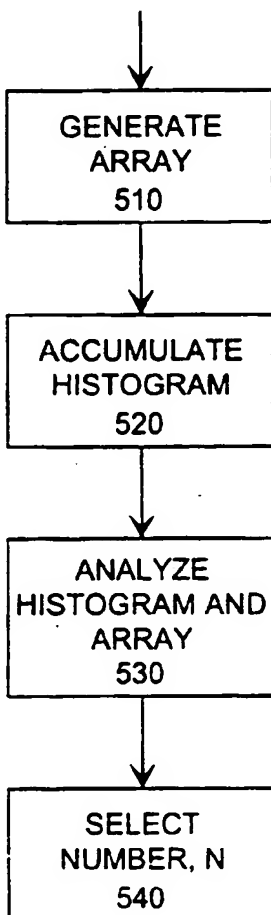 GENERATE
ARRAY
510
ACCUMULATE
HISTOGRAM
520
ANALYZE
HISTOGRAM AND
ARRAY
530
SELECT
NUMBER, N
540